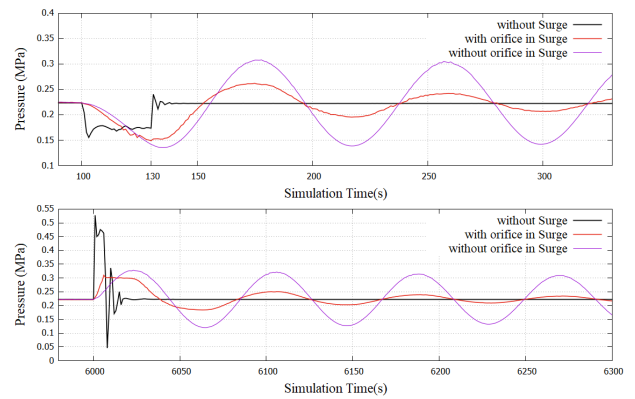 0.4
without Surge
with orifice in Surge
without orifice in Surge
0.35
0.3
0.25
0.2
0.15
0.1
Pressure (MPa)
100 130 150 200 250 300
Simulation Time(s)
0.55
without Surge
with orifice in Surge
without orifice in Surge
0.5
0.45
0.4
0.35
0.3
0.25
0.2
0.15
0.1
0.05
0
Pressure (MPa)
6000 6050 6100 6150 6200 6250 6300
Simulation Time(s)